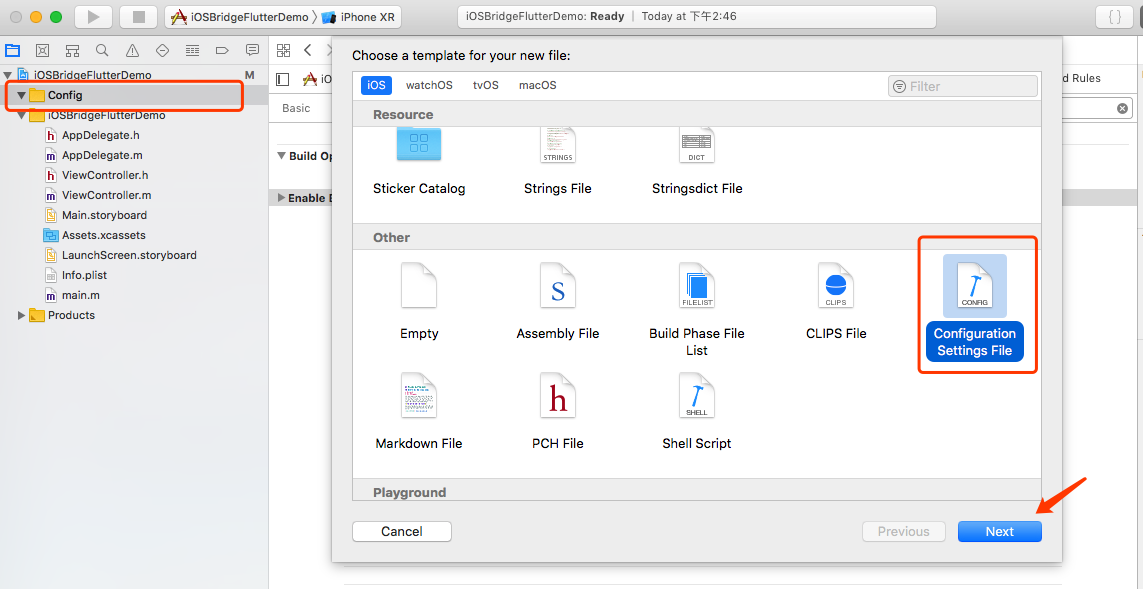 iOSBridgeFlutterDemo
iPhone XR
iOSBridgeFlutterDemo: Ready | Today at 下午2:46
{ }
iOSBridgeFlutterDemo
M
Config
iOSBridgeFlutterDemo
h AppDelegate.h
m AppDelegate.m
h ViewController.h
m ViewController.m
Main.storyboard
Assets.xcassets
LaunchScreen.storyboard
Info.plist
m main.m
Products
iO
Basic
Build Op
Enable B
d Rules
Choose a template for your new file:
iOS watchOS tvOS macOS
Filter
Resource
STRINGS DICT
Sticker Catalog Strings File Stringsdict File
Other
S FILELIST CLIPS CONFIG
Empty Assembly File Build Phase File CLIPS File Configuration
List Settings File
h SHELL
Markdown File PCH File Shell Script
Playground
Cancel Previous Next